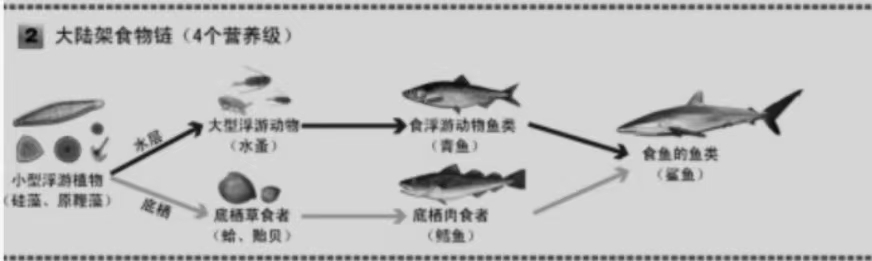 2 大陆架食物链（4个营养级）
水层
大型浮游动物
（水蚤）
食浮游动物鱼类
（青鱼）
食鱼的鱼类
（鲨鱼）
小型浮游植物
（硅藻、原鞭藻）
底栖
底栖草食者
（蛤、贻贝）
底栖肉食者
（鳕鱼）